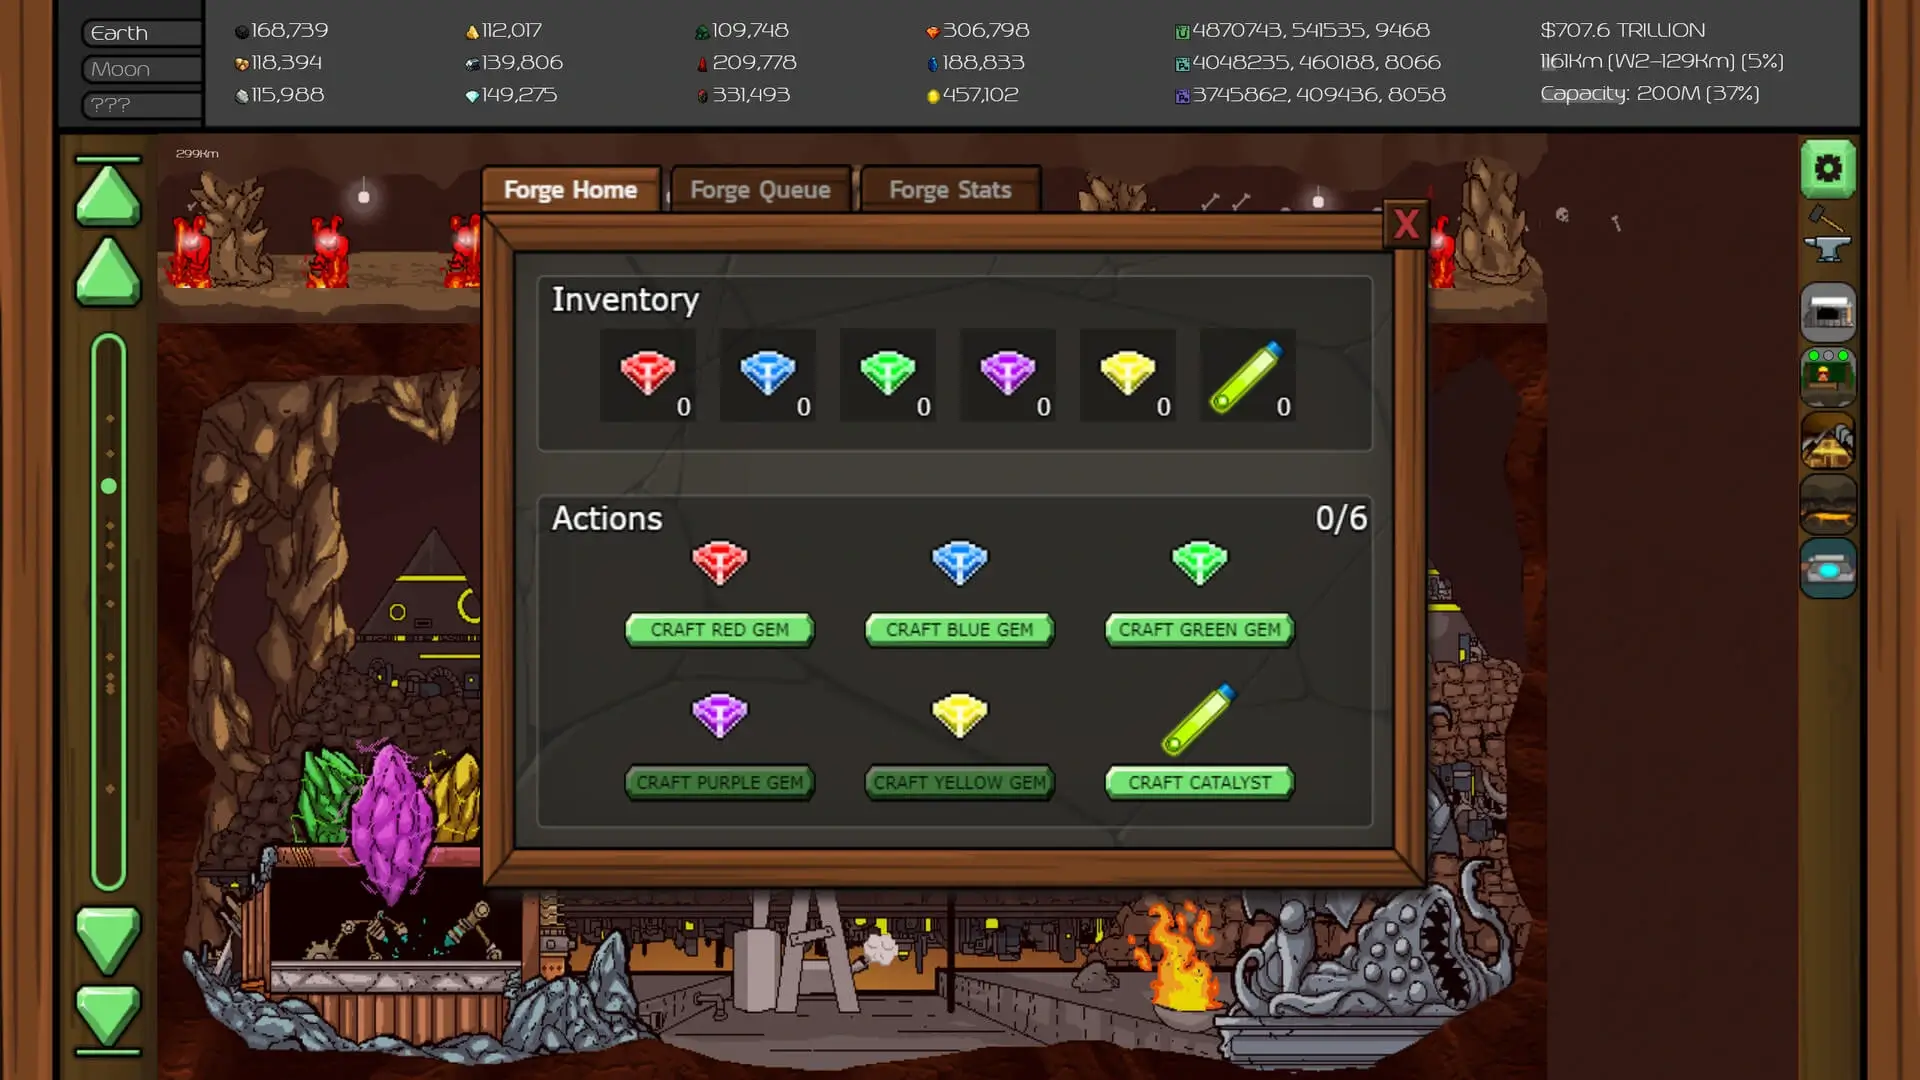 Earth
Moon
???
168,739
118,394
115,988
112,017
139,806
149,275
109,748
209,778
331,493
306,798
188,833
457,102
4870743, 541535, 9468
4048235, 460188, 8066
3745862, 409436, 8058
$707.6 TRILLION
1161Km (W2-129Km) (5%)
Capacity: 200M (37%)
299Km
Forge Home
Forge Queue
Forge Stats
X
Inventory
0
0
0
0
0
0
Actions
0/6
CRAFT RED GEM
CRAFT BLUE GEM
CRAFT GREEN GEM
CRAFT PURPLE GEM
CRAFT YELLOW GEM
CRAFT CATALYST